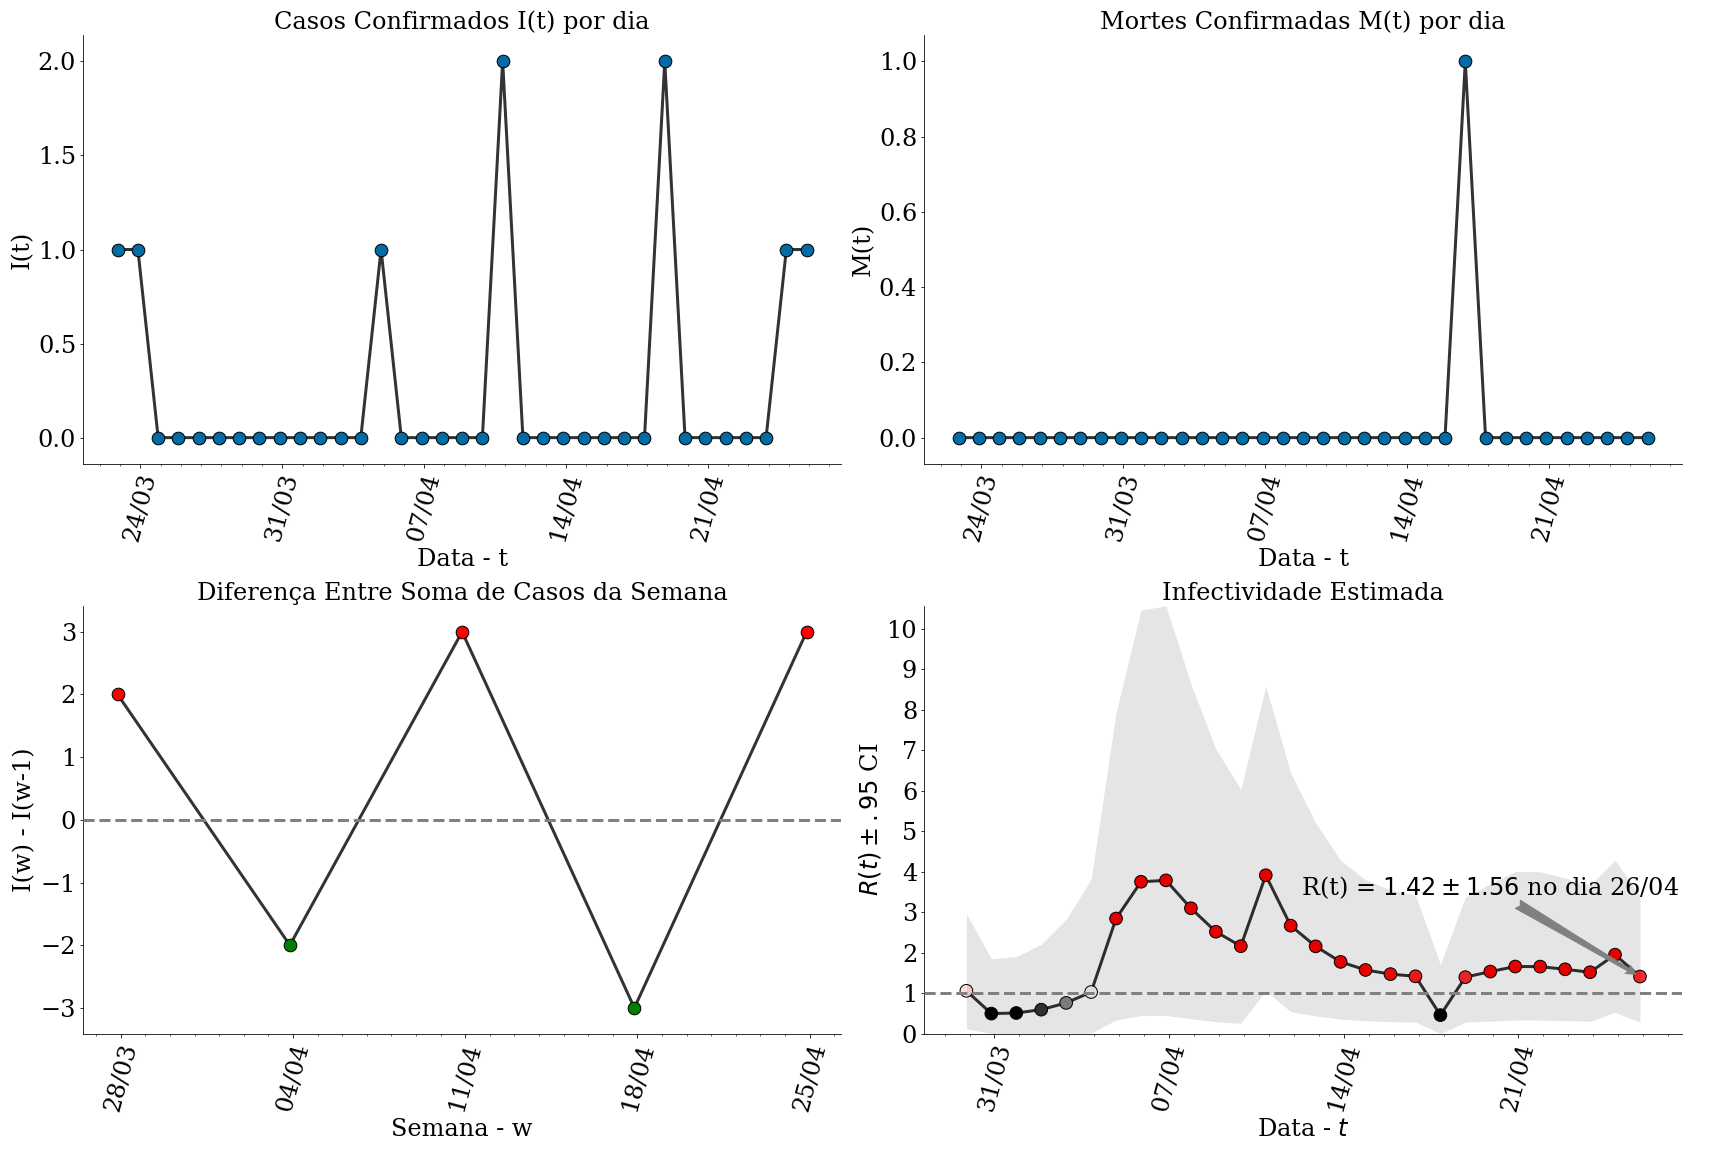 Casos Confirmados I(t) por dia
I(t)
2.0
1.5
1.0
0.5
0.0
24/03 31/03 07/04 14/04 21/04
Data - t
Mortes Confirmadas M(t) por dia
M(t)
1.0
0.8
0.6
0.4
0.2
0.0
24/03 31/03 07/04 14/04 21/04
Data - t
Diferença Entre Soma de Casos da Semana
I(w) - I(w-1)
3
2
1
0
−1
−2
−3
28/03 04/04 11/04 18/04 25/04
Semana - w
Infectividade Estimada
R(t) ± .95 CI
10
9
8
7
6
5
4
3
2
1
0
R(t) = 1.42 ± 1.56 no dia 26/04
31/03 07/04 14/04 21/04
Data - t